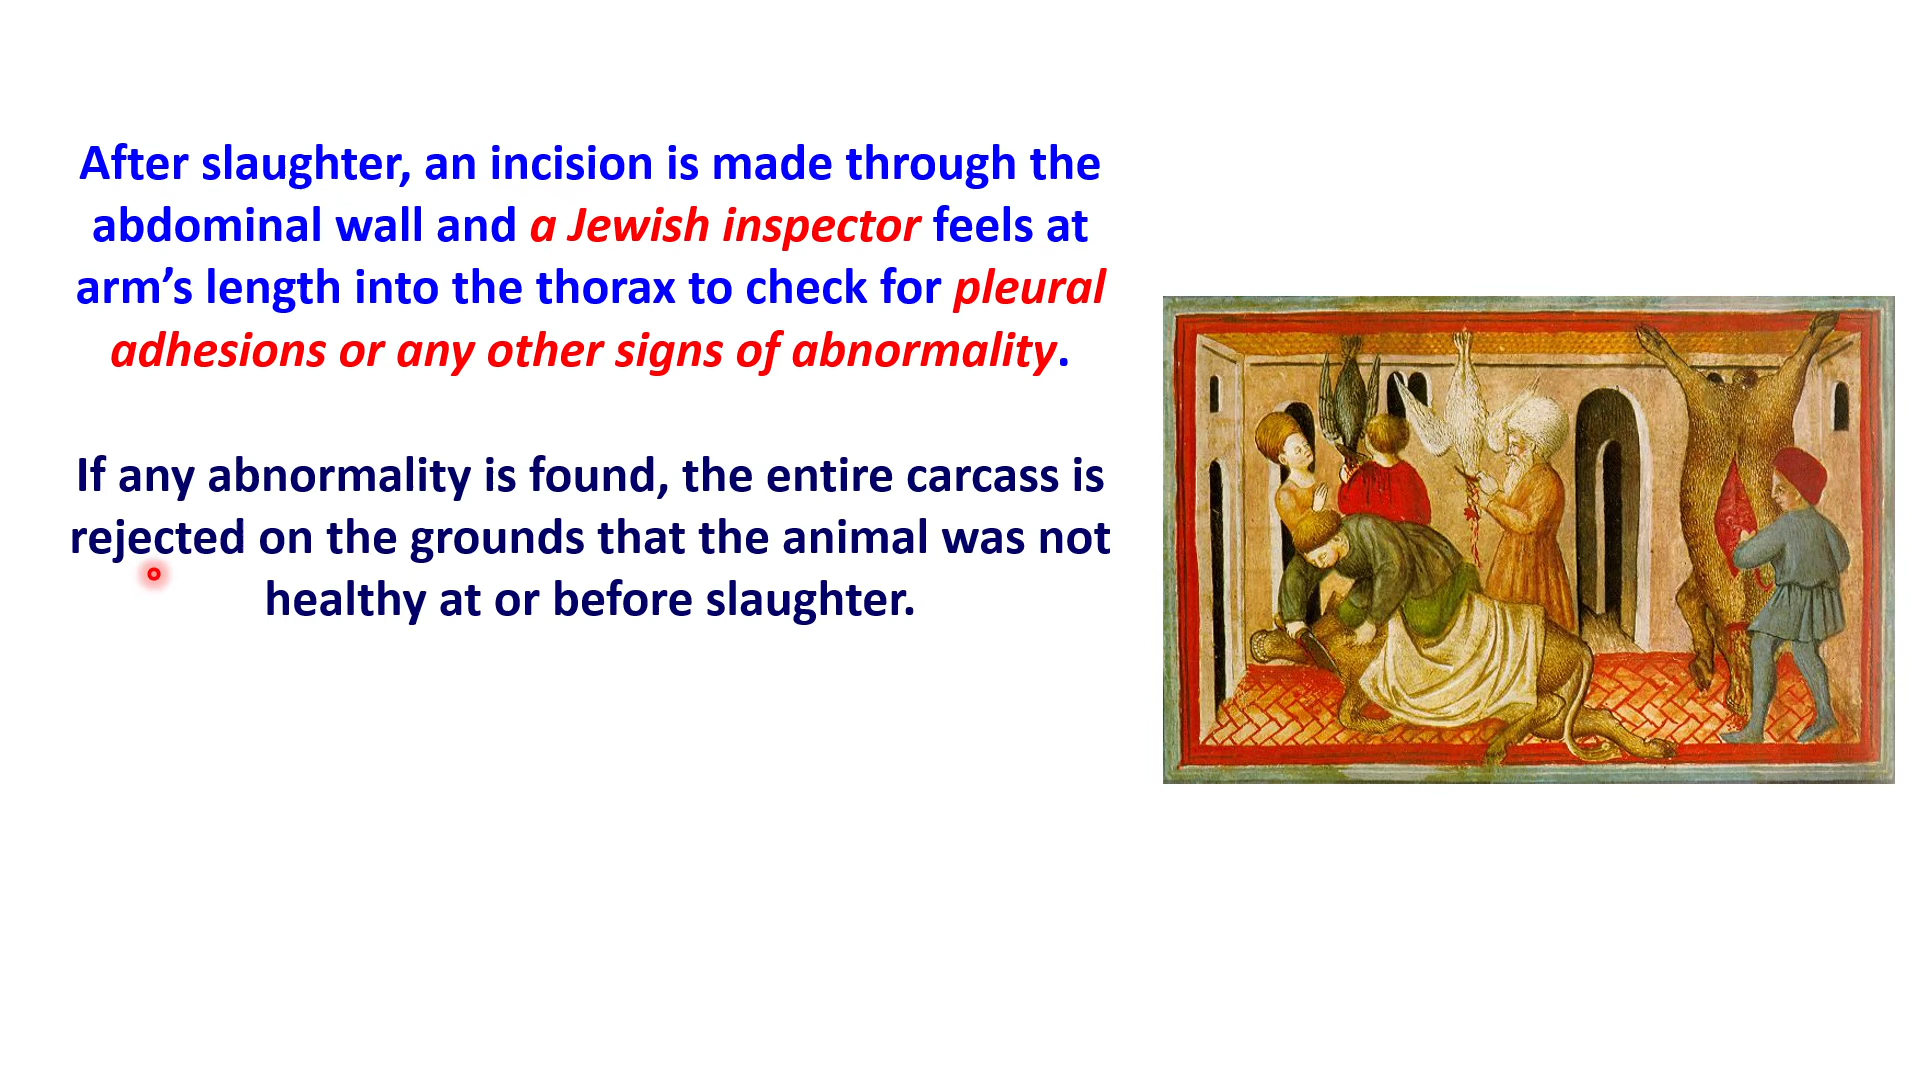 After slaughter, an incision is made through the
abdominal wall and a Jewish inspector feels at
arm’s length into the thorax to check for pleural
adhesions or any other signs of abnormality.
If any abnormality is found, the entire carcass is
rejected on the grounds that the animal was not
healthy at or before slaughter.